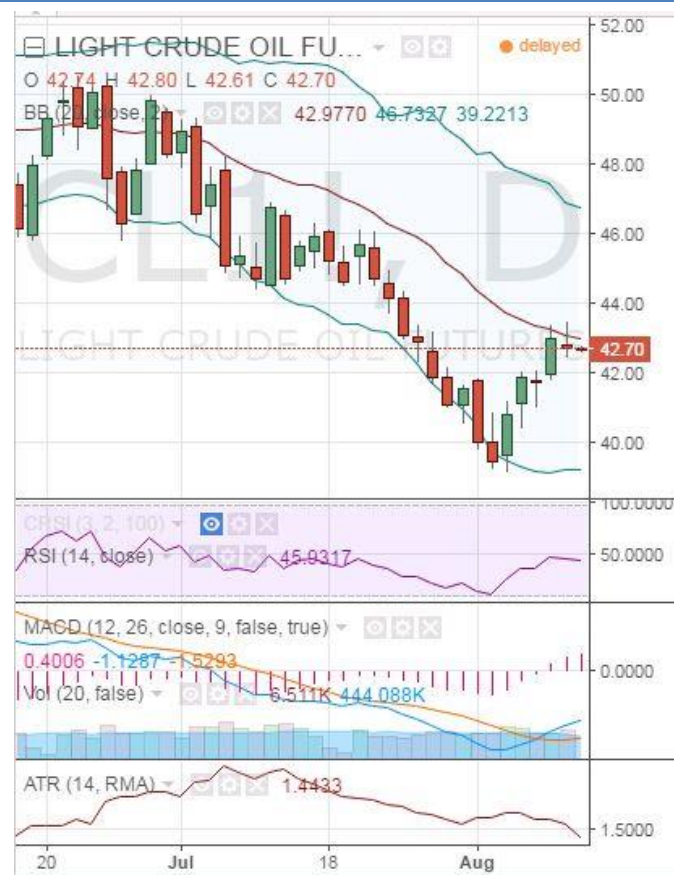 52.00
LIGHT CRUDE OIL FU...
delayed
O 42.74 H 42.80 L 42.61 C 42.70
50.00
BB (20, close, 2) 42.9770 46.7327 39.2213
48.00
CL1!, D
46.00
44.00
LIGHT CRUDE OIL FUTURES
42.70
42.00
40.00
100.0000
CRSI (3, 2, 100)
RSI (14, close) 45.9317
50.0000
MACD (12, 26, close, 9, false, true)
0.4006 -1.1287 -1.5293
0.0000
Vol (20, false) 6.511K 444.088K
ATR (14, RMA) 1.4433
1.5000
20 Jul 18 Aug